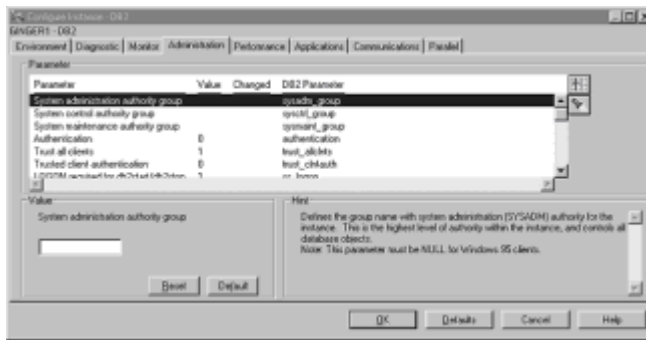 Configure Instance - DB2
GINGER1 - DB2
Environment Diagnostic Monitor Administration Performance Applications Communications Parallel
Parameter
Parameter Value Changed DB2 Parameter
System administration authority group sysadm_group
System control authority group sysctrl_group
System maintenance authority group sysmaint_group
Authentication 0 authentication
Trust all clients 1 trust_allclnts
Trusted client authentication 0 trust_clntauth
Value
System administration authority group
Reset Default
Hint
Defines the group name with system administration (SYSADM) authority for the
instance. This is the highest level of authority within the instance, and controls all
database objects.
Note: This parameter must be NULL for Windows 95 clients.
OK Defaults Cancel Help